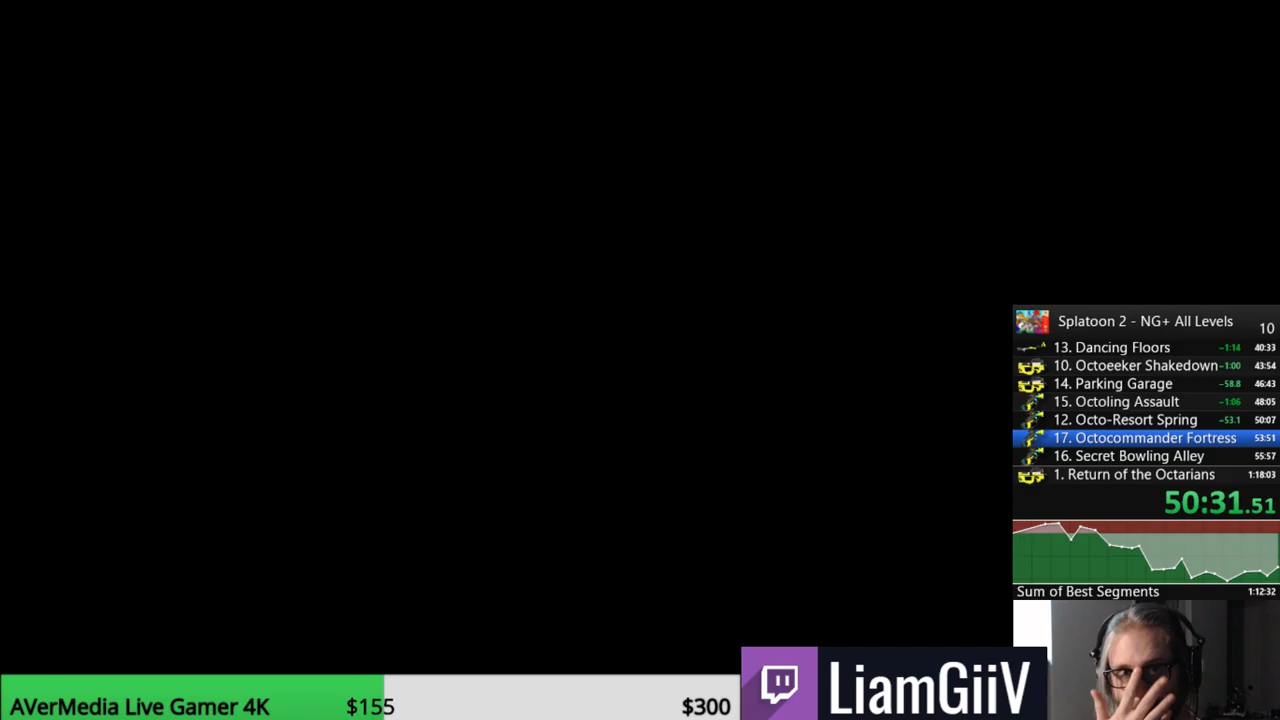 Splatoon 2 - NG+ All Levels
10
13. Dancing Floors -1:14 40:33
10. Octoeeker Shakedown -1:00 43:54
14. Parking Garage -58.8 46:43
15. Octoling Assault -1:06 48:05
12. Octo-Resort Spring -53.1 50:07
17. Octocommander Fortress 53:51
16. Secret Bowling Alley 55:57
1. Return of the Octarians 1:18:03
50:31.51
Sum of Best Segments 1:12:32
LiamGiiV
AVerMedia Live Gamer 4K $155 $300